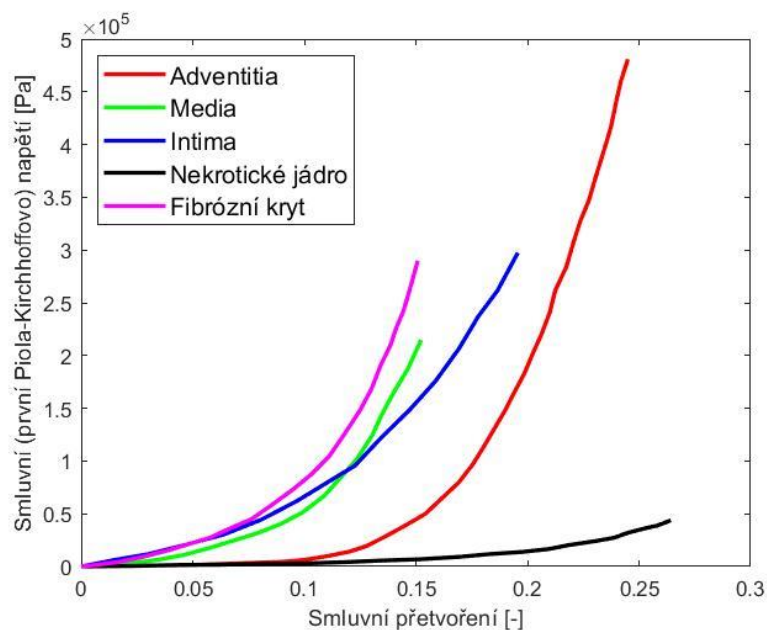 ×10⁵
5
4.5
4
3.5
3
2.5
2
1.5
1
0.5
0
Smluvní (první Piola-Kirchhoffovo) napětí [Pa]
Adventitia
Media
Intima
Nekrotické jádro
Fibrózní kryt
0 0.05 0.1 0.15 0.2 0.25 0.3
Smluvní přetvoření [-]